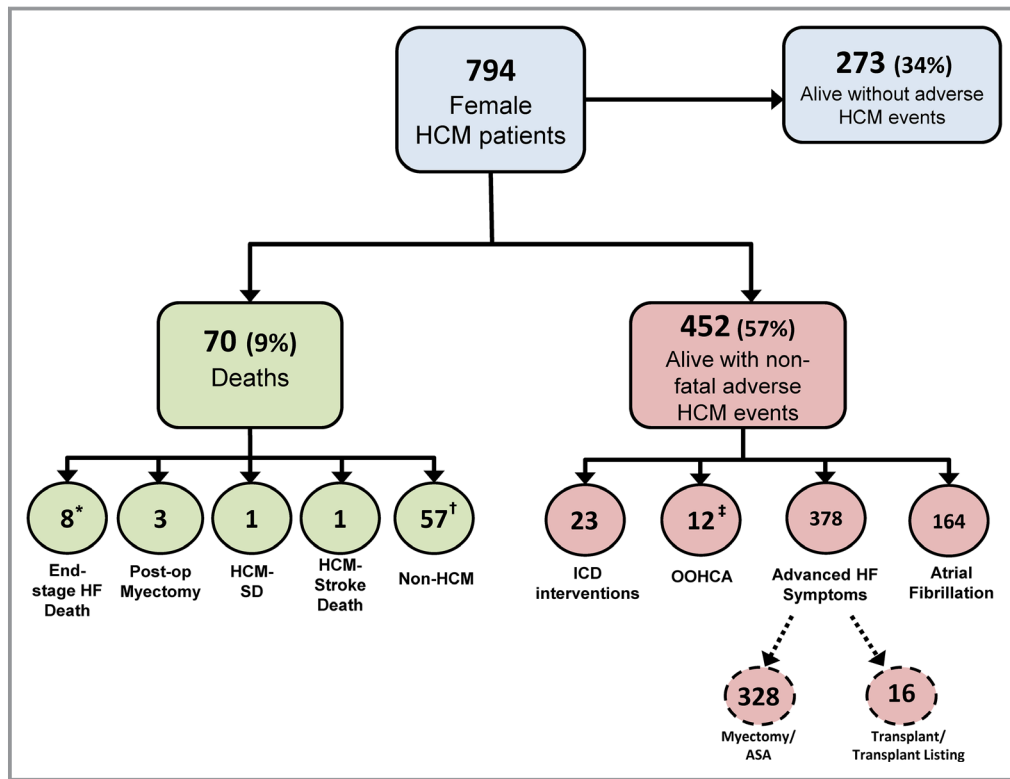 794
Female
HCM patients
273 (34%)
Alive without adverse
HCM events
70 (9%)
Deaths
452 (57%)
Alive with non-
fatal adverse
HCM events
8*
3
1
1
57†
End-
stage HF
Death
Post-op
Myectomy
HCM-
SD
HCM-
Stroke
Death
Non-HCM
23
12‡
378
164
ICD
interventions
OOHCA
Advanced HF
Symptoms
Atrial
Fibrillation
328
16
Myectomy/
ASA
Transplant/
Transplant Listing